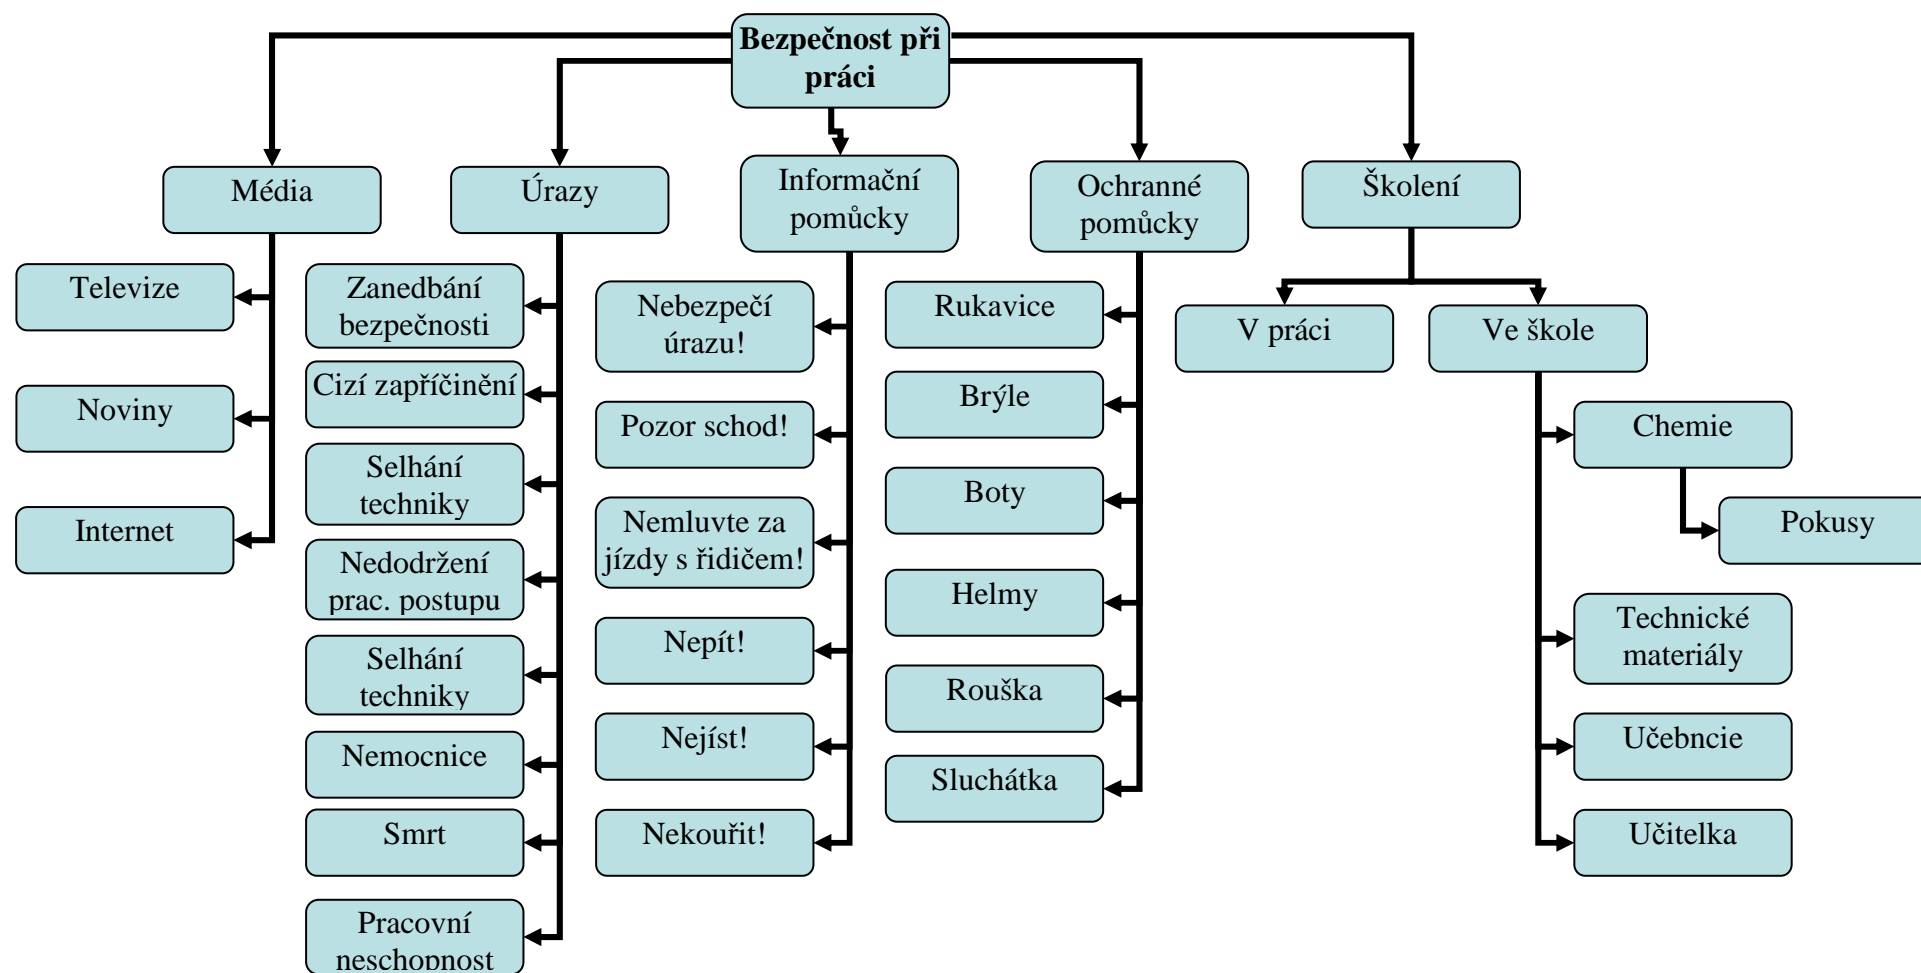 Bezpečnost při
práci
Média
Úrazy
Informační
pomůcky
Ochranné
pomůcky
Školení
Televize
Noviny
Internet
Zanedbání
bezpečnosti
Cizí zapříčinění
Selhání
techniky
Nedodržení
prac. postupu
Selhání
techniky
Nemocnice
Smrt
Pracovní
neschopnost
Nebezpečí
úrazu!
Pozor schod!
Nemluvte za
jízdy s řidičem!
Nepít!
Nejíst!
Nekouřit!
Rukavice
Brýle
Boty
Helmy
Rouška
Sluchátka
V práci
Ve škole
Chemie
Pokusy
Technické
materiály
Učebncie
Učitelka